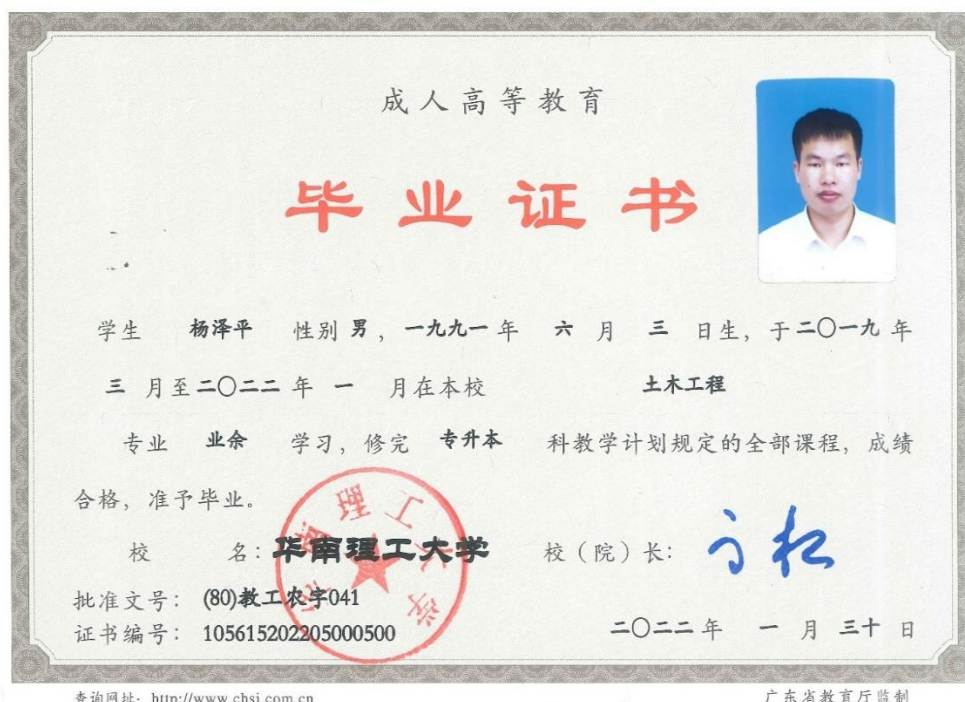 成人高等教育
毕业证书
学生 杨泽平 性别 男，一九九一 年 六 月 三 日生，于 二〇一九 年
三 月至 二〇二二 年 一 月在本校 土木工程
专业 业余 学习，修完 专升本 科教学计划规定的全部课程，成绩
合格，准予毕业。
校 名：华南理工大学 校（院）长：
批准文号： (80)教工农字041
证书编号： 105615202205000500
二〇二二 年 一 月 三十 日
华南理工大学
查询网址：http://www.chsi.com.cn
广东省教育厅监制